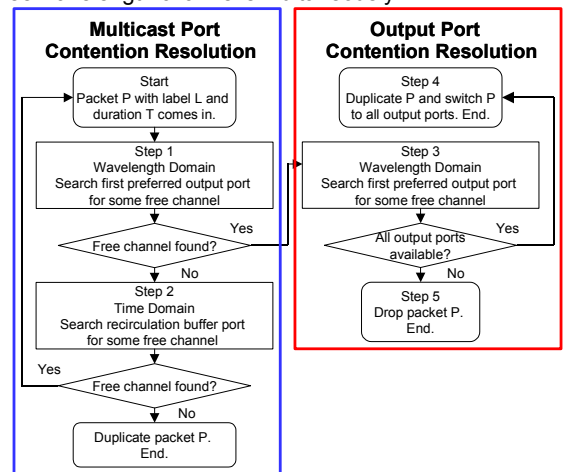 Multicast Port
Contention Resolution
Start
Packet P with label L and
duration T comes in.
Step 1
Wavelength Domain
Search first preferred output port
for some free channel
Yes
Free channel found?
No
Step 2
Time Domain
Search recirculation buffer port
for some free channel
Yes
Free channel found?
No
Duplicate packet P.
End.
Output Port
Contention Resolution
Step 4
Duplicate P and switch P
to all output ports. End.
Step 3
Wavelength Domain
Search first preferred output port
for some free channel
Yes
All output ports
available?
No
Step 5
Drop packet P.
End.